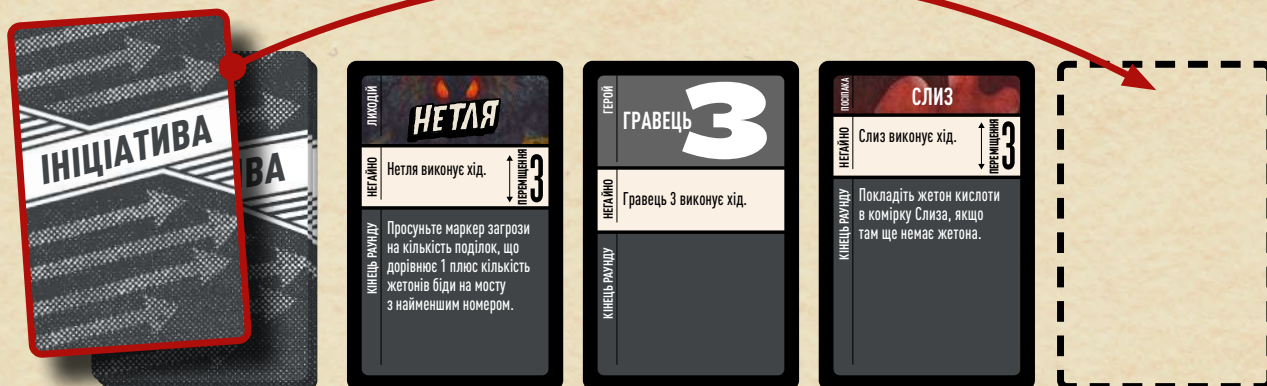 ІНІЦІАТИВА
ІВА
ЛИХОДІЙ
НЕТЛЯ
НЕГАЙНО
Нетля виконує хід.
ПЕРЕМІЩЕННЯ
3
КІНЕЦЬ РАУНДУ
Просуньте маркер загрози
на кількість поділок, що
дорівнює 1 плюс кількість
жетонів біди на мосту
з найменшим номером.
ГЕРОЙ
ГРАВЕЦЬ 3
НЕГАЙНО
Гравець 3 виконує хід.
КІНЕЦЬ РАУНДУ
ПОСІПАКА
СЛИЗ
НЕГАЙНО
Слиз виконує хід.
ПЕРЕМІЩЕННЯ
3
КІНЕЦЬ РАУНДУ
Покладіть жетон кислоти
в комірку Слиза, якщо
там ще немає жетона.